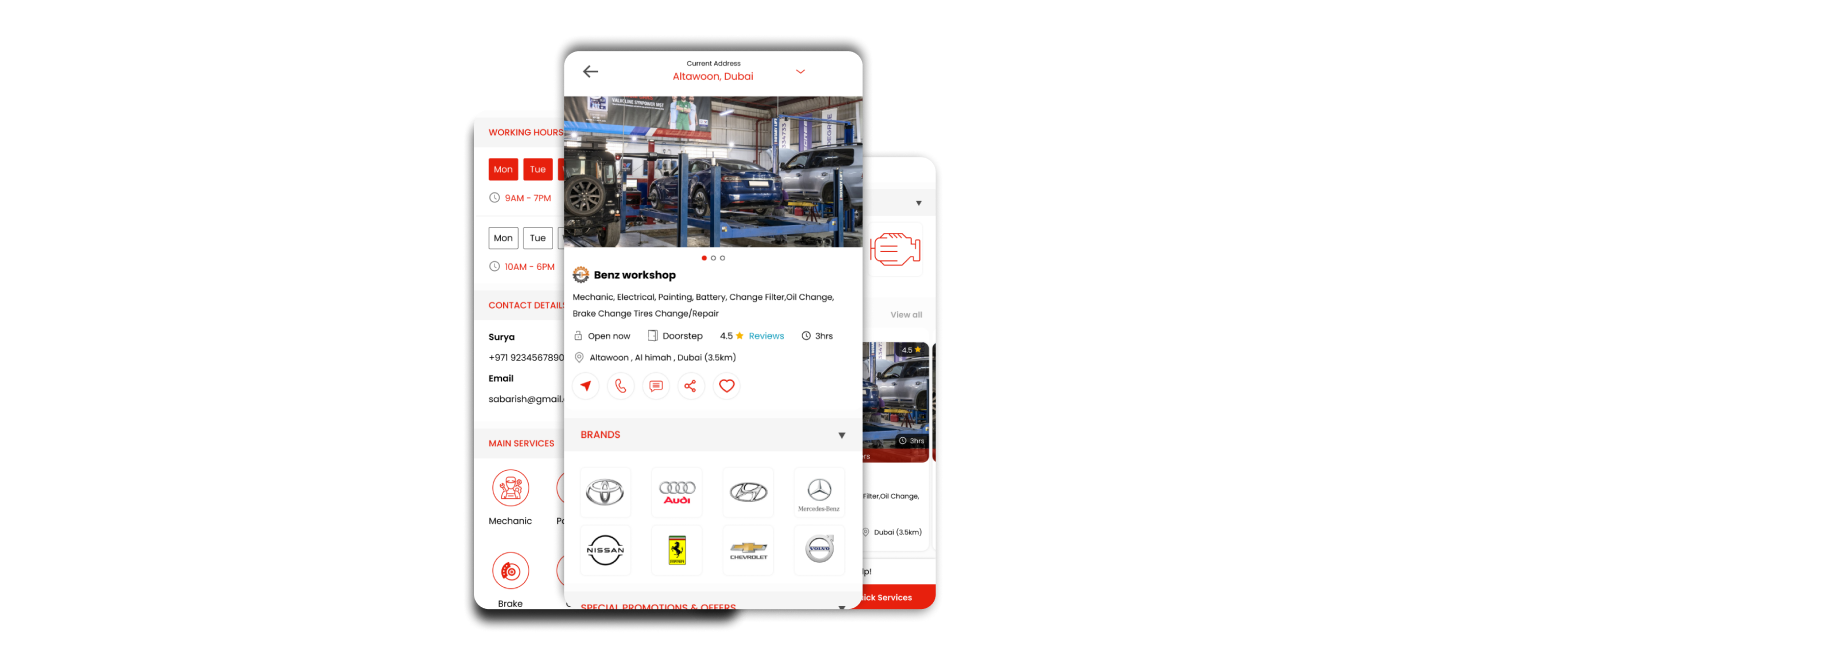 Current Address
Altawoon, Dubai
Benz workshop
Mechanic, Electrical, Painting, Battery, Change Filter,Oil Change,
Brake Change Tires Change/Repair
Open now
Doorstep
4.5
Reviews
3hrs
Altawoon , Al himah , Dubai (3.5km)
BRANDS
Audi
Mercedes-Benz
NISSAN
CHEVROLET
VOLVO
SPECIAL PROMOTIONS & OFFERS
WORKING HOURS
Mon
Tue
9AM - 7PM
Mon
Tue
10AM - 6PM
CONTACT DETAILS
Surya
+971 9234567890
Email
sabarish@gmail.
MAIN SERVICES
Mechanic
Brake
View all
4.5
3hrs
Filter,Oil Change,
Dubai (3.5km)
lp!
ick Services